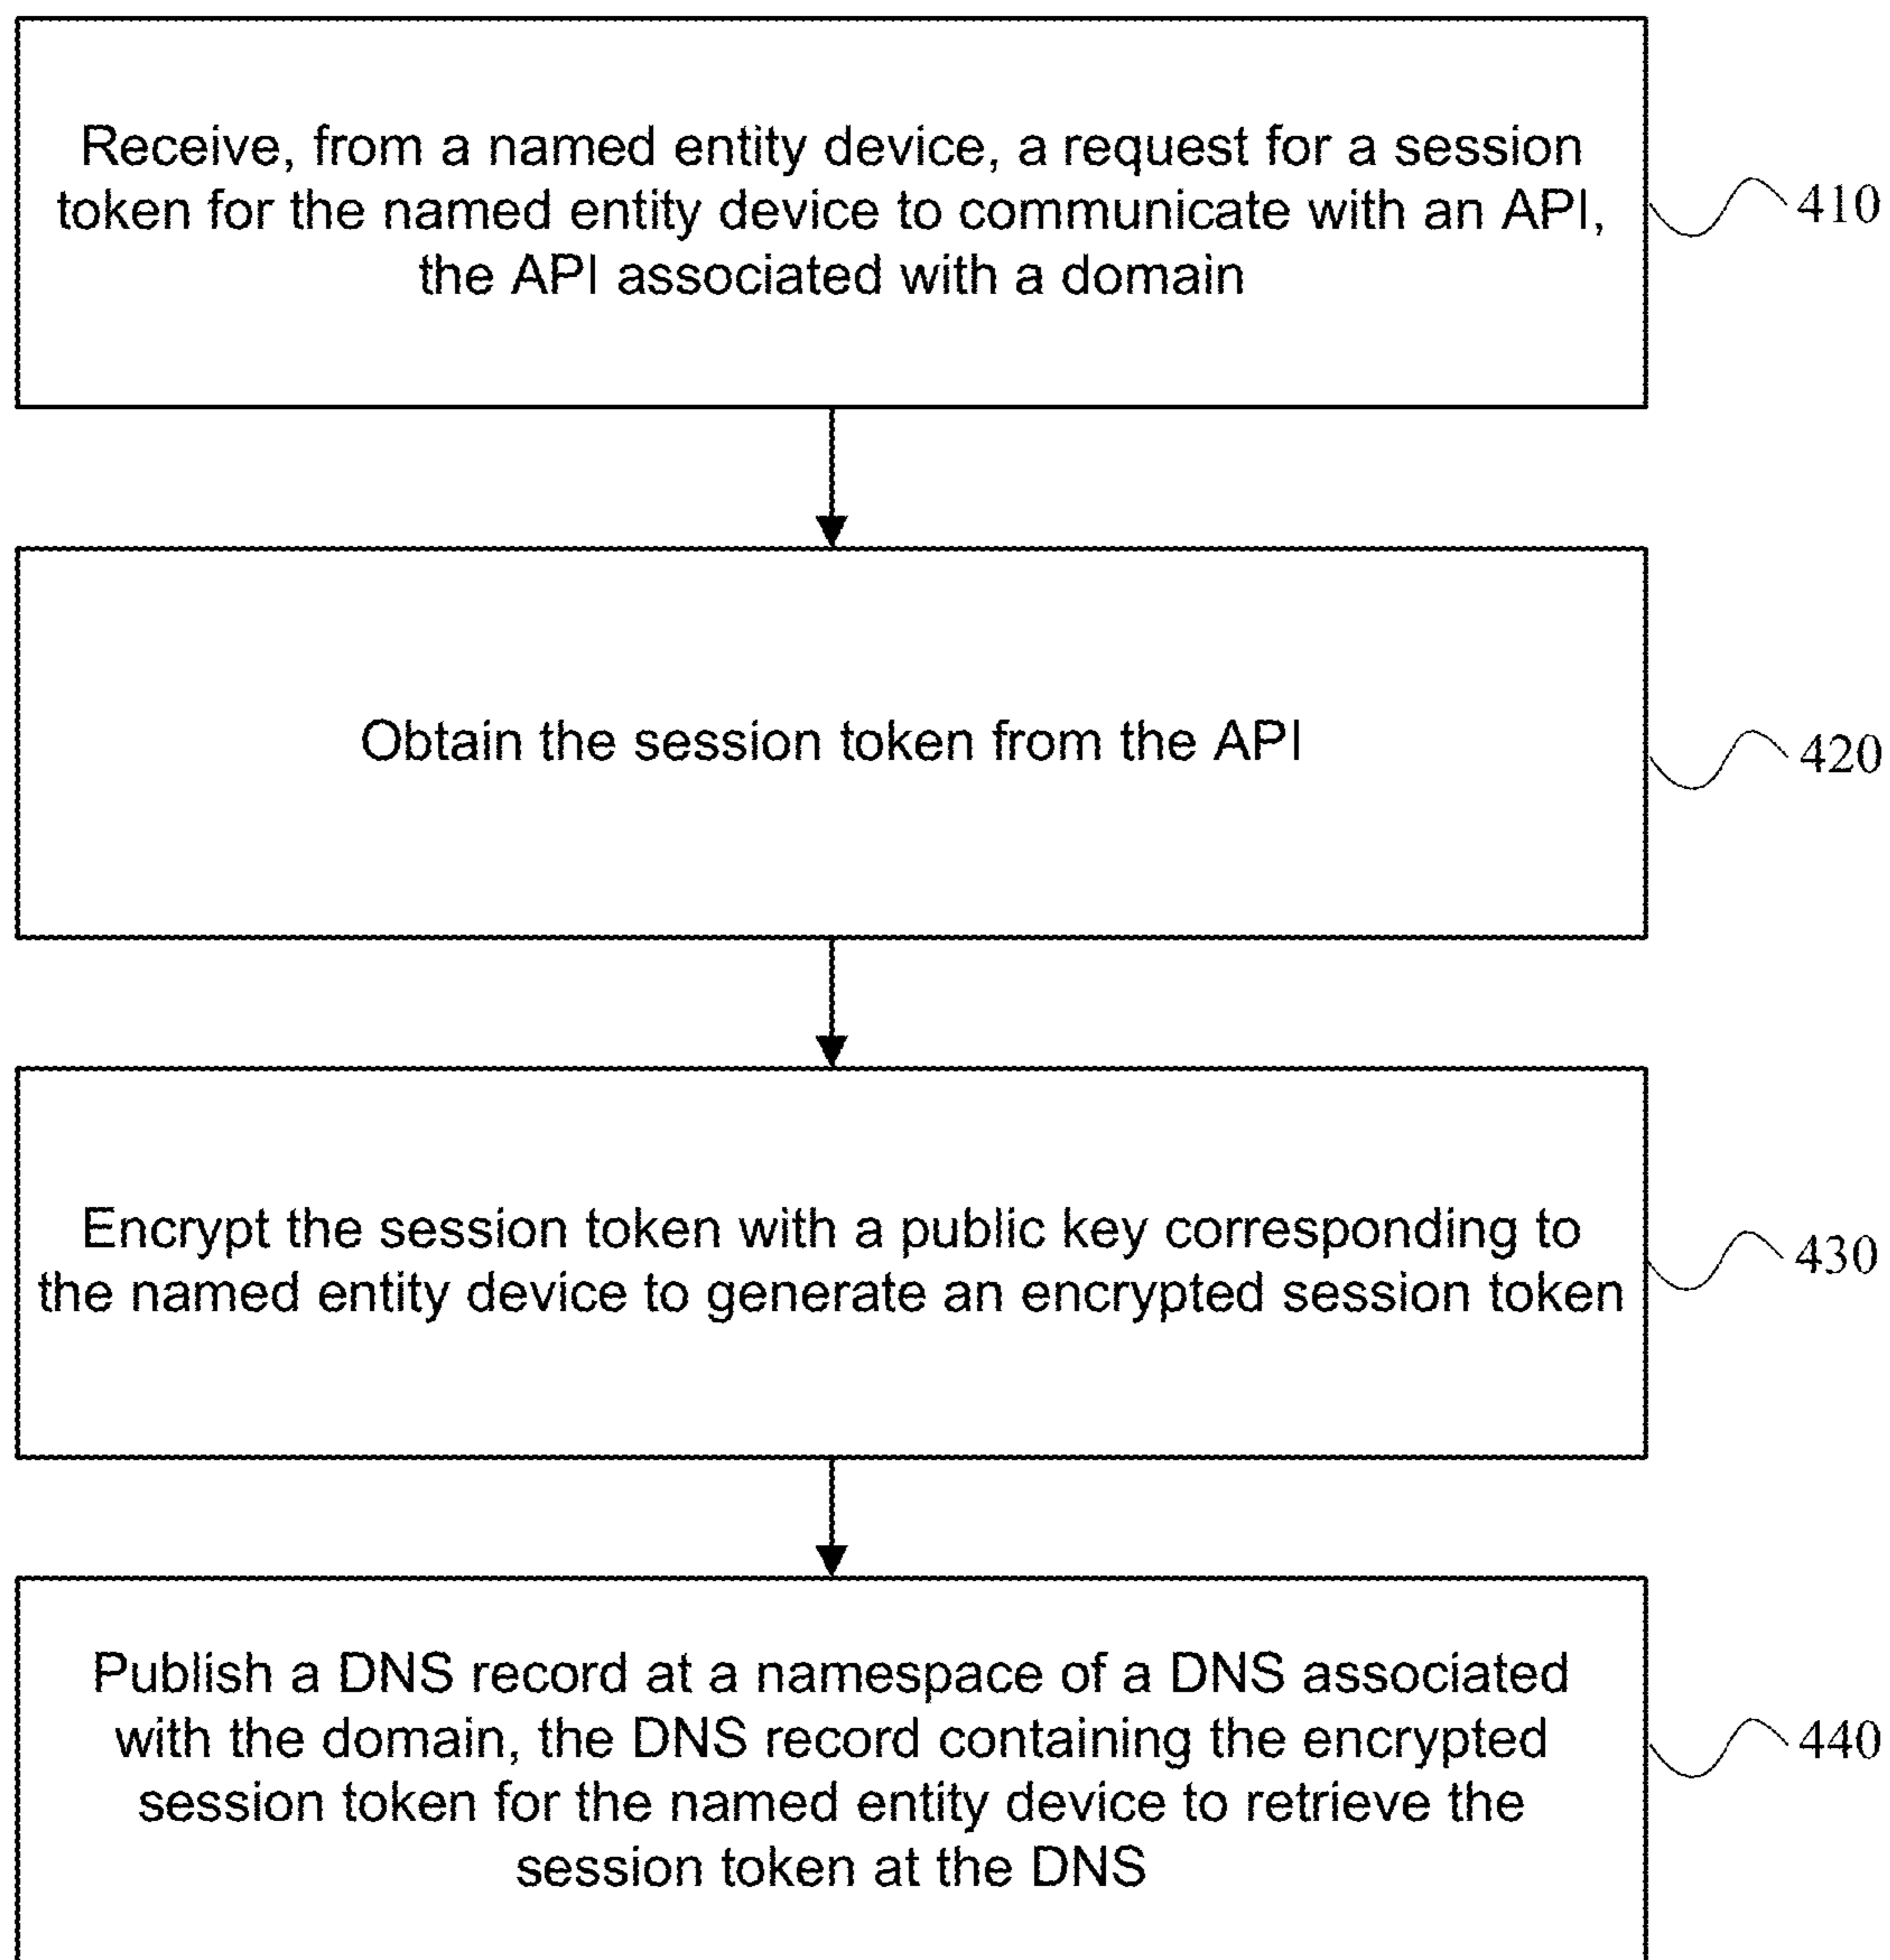 Receive, from a named entity device, a request for a session
token for the named entity device to communicate with an API,
the API associated with a domain
410
Obtain the session token from the API
420
Encrypt the session token with a public key corresponding to
the named entity device to generate an encrypted session token
430
Publish a DNS record at a namespace of a DNS associated
with the domain, the DNS record containing the encrypted
session token for the named entity device to retrieve the
session token at the DNS
440